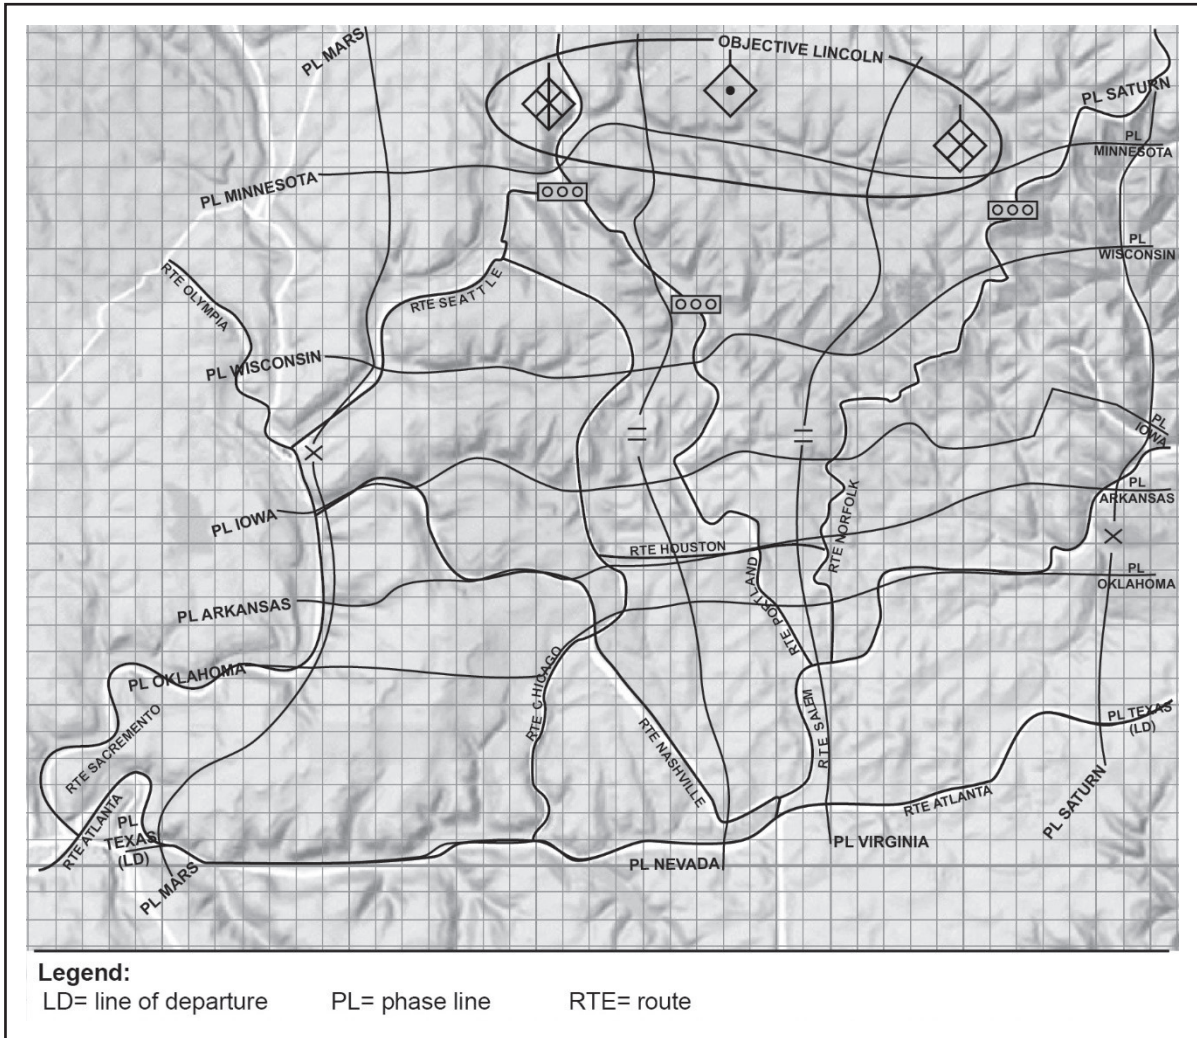 PL MARS
OBJECTIVE LINCOLN
PL SATURN
PL
MINNESOTA
PL MINNESOTA
PL
WISCONSIN
RTE OLYMPIA
RTE SEATTLE
PL WISCONSIN
PL
IOWA
PL
ARKANSAS
PL IOWA
RTE NORFOLK
RTE HOUSTON
PL
OKLAHOMA
RTE PORTLAND
PL ARKANSAS
PL OKLAHOMA
RTE CHICAGO
RTE SACREMENTO
RTE NASHVILLE
RTE SALEM
PL TEXAS
(LD)
RTE ATLANTA
PL SATURN
RTE ATLANTA
PL
TEXAS
(LD)
PL VIRGINIA
PL NEVADA
PL MARS
Legend:
LD= line of departure PL= phase line RTE= route